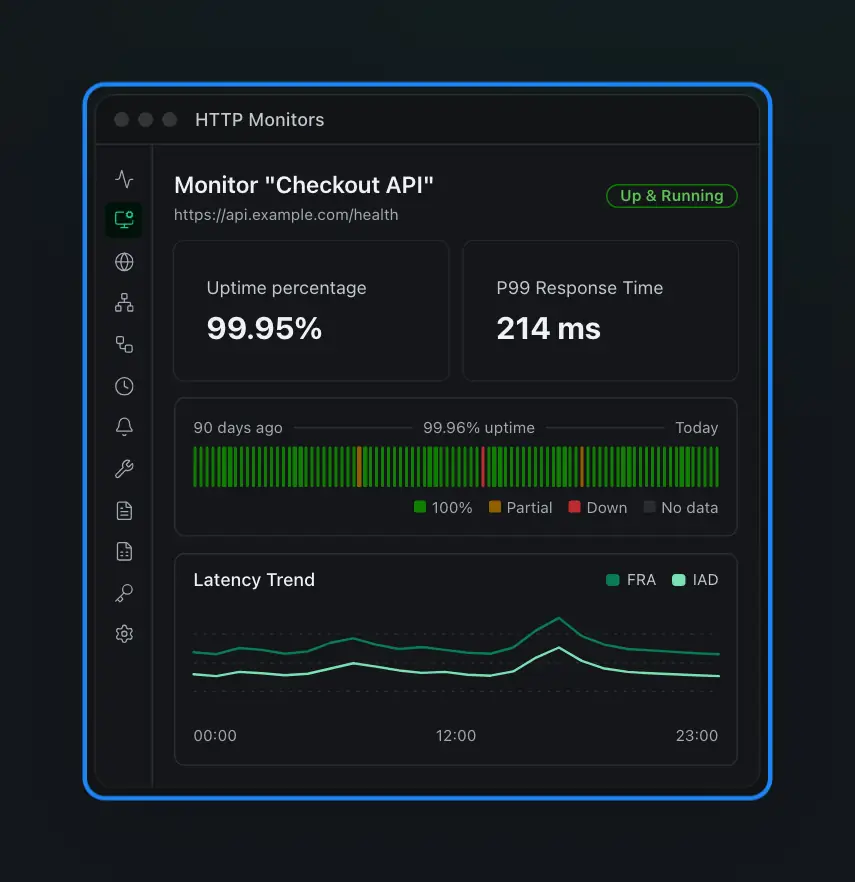 HTTP Monitors
Monitor "Checkout API"
https://api.example.com/health
Up & Running
Uptime percentage
99.95%
P99 Response Time
214 ms
90 days ago
99.96% uptime
Today
100%
Partial
Down
No data
Latency Trend
FRA
IAD
00:00
12:00
23:00